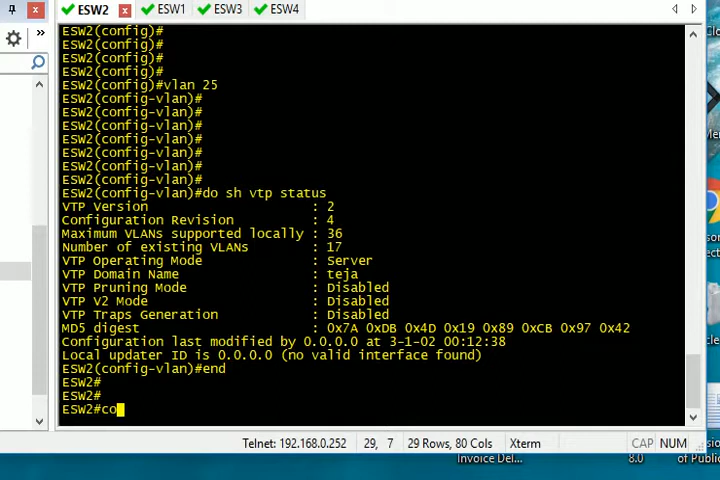 ESW2 ESW1 ESW3 ESW4
ESW2(config)#
ESW2(config)#
ESW2(config)#
ESW2(config)#
ESW2(config)#vlan 25
ESW2(config-vlan)#
ESW2(config-vlan)#
ESW2(config-vlan)#
ESW2(config-vlan)#
ESW2(config-vlan)#
ESW2(config-vlan)#
ESW2(config-vlan)#
ESW2(config-vlan)#do sh vtp status
VTP Version : 2
Configuration Revision : 4
Maximum VLANs supported locally : 36
Number of existing VLANs : 17
VTP Operating Mode : Server
VTP Domain Name : teja
VTP Pruning Mode : Disabled
VTP V2 Mode : Disabled
VTP Traps Generation : Disabled
MD5 digest : 0x7A 0xDB 0x4D 0x19 0x89 0xCB 0x97 0x42
Configuration last modified by 0.0.0.0 at 3-1-02 00:12:38
Local updater ID is 0.0.0.0 (no valid interface found)
ESW2(config-vlan)#end
ESW2#
ESW2#
ESW2#co
Telnet: 192.168.0.252 29, 7 29 Rows, 80 Cols Xterm CAP NUM
Invoice Del... 8.0 of Public